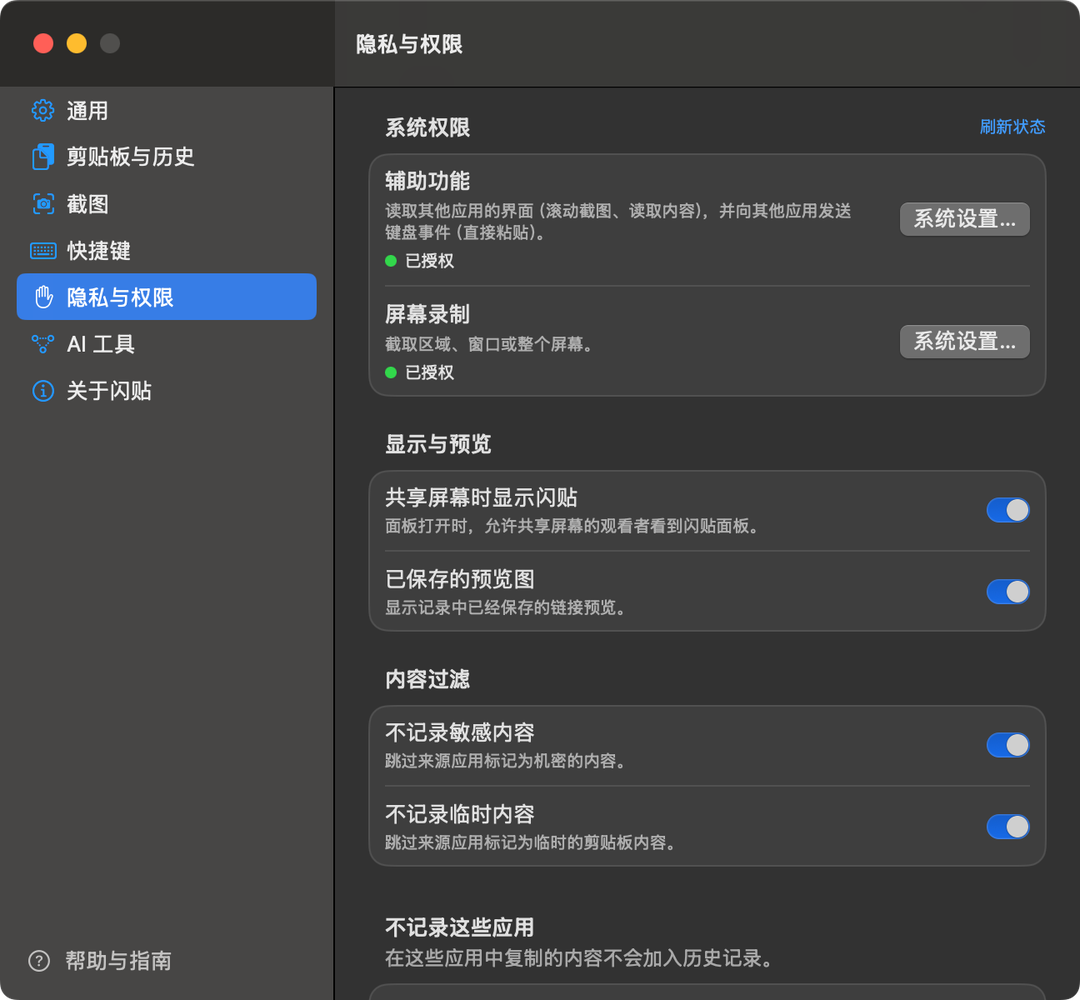 隐私与权限
通用
剪贴板与历史
截图
快捷键
隐私与权限
AI 工具
关于闪贴
帮助与指南
系统权限
刷新状态
辅助功能
读取其他应用的界面 (滚动截图、读取内容)，并向其他应用发送
键盘事件 (直接粘贴)。
系统设置...
已授权
屏幕录制
截取区域、窗口或整个屏幕。
系统设置...
已授权
显示与预览
共享屏幕时显示闪贴
面板打开时，允许共享屏幕的观看者看到闪贴面板。
已保存的预览图
显示记录中已经保存的链接预览。
内容过滤
不记录敏感内容
跳过来源应用标记为机密的内容。
不记录临时内容
跳过来源应用标记为临时的剪贴板内容。
不记录这些应用
在这些应用中复制的内容不会加入历史记录。